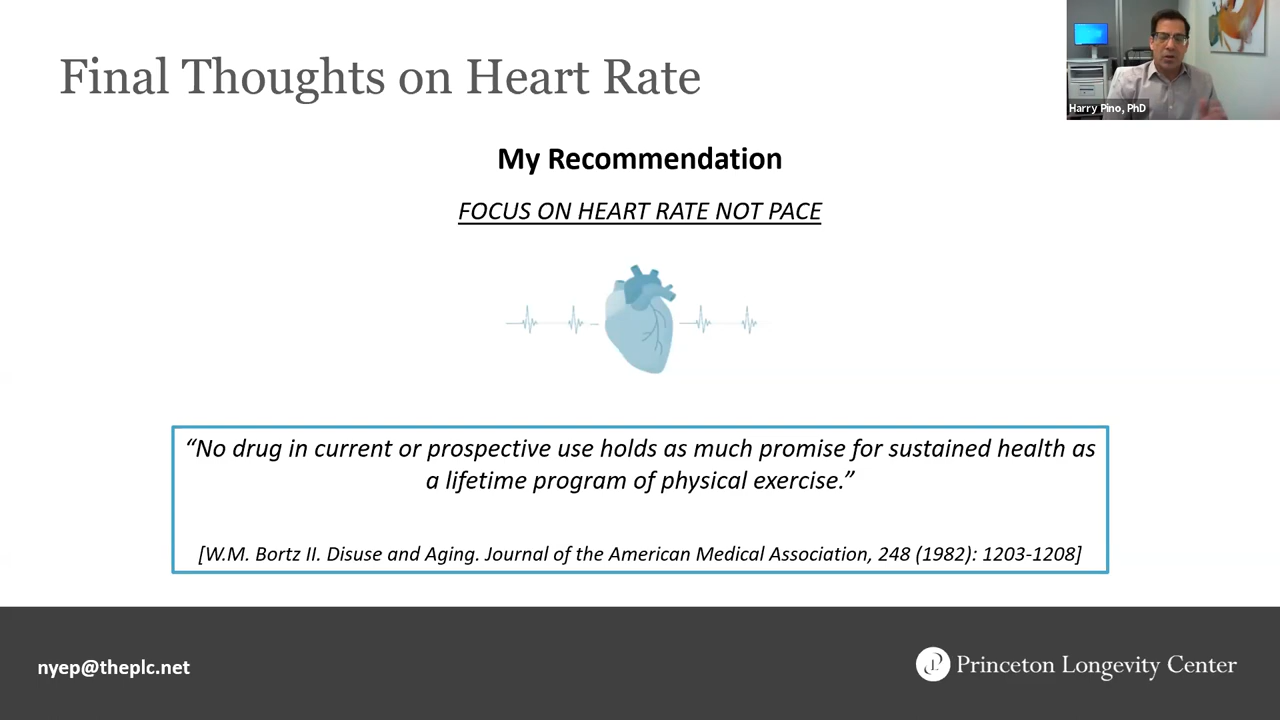 Final Thoughts on Heart Rate
Harry Pino, PhD
My Recommendation
FOCUS ON HEART RATE NOT PACE
“No drug in current or prospective use holds as much promise for sustained health as
a lifetime program of physical exercise.”
[W.M. Bortz II. Disuse and Aging. Journal of the American Medical Association, 248 (1982): 1203-1208]
nyep@theplc.net
Princeton Longevity Center